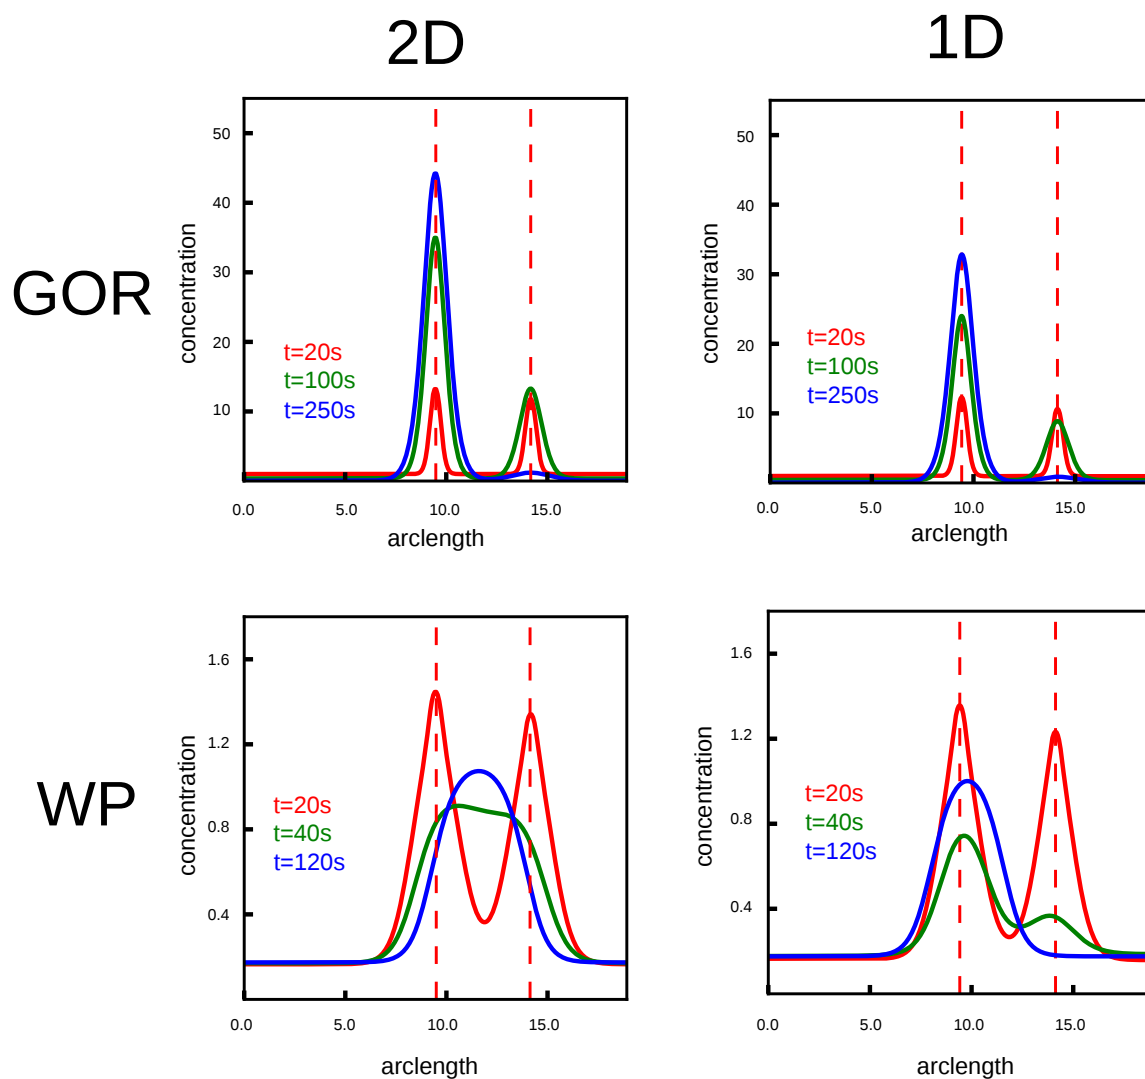 2D
1D
GOR
concentration
50
40
30
20
10
t=20s
t=100s
t=250s
0.0 5.0 10.0 15.0
arclength
concentration
50
40
30
20
10
t=20s
t=100s
t=250s
0.0 5.0 10.0 15.0
arclength
WP
concentration
1.6
1.2
0.8
0.4
t=20s
t=40s
t=120s
0.0 5.0 10.0 15.0
arclength
concentration
1.6
1.2
0.8
0.4
t=20s
t=40s
t=120s
0.0 5.0 10.0 15.0
arclength